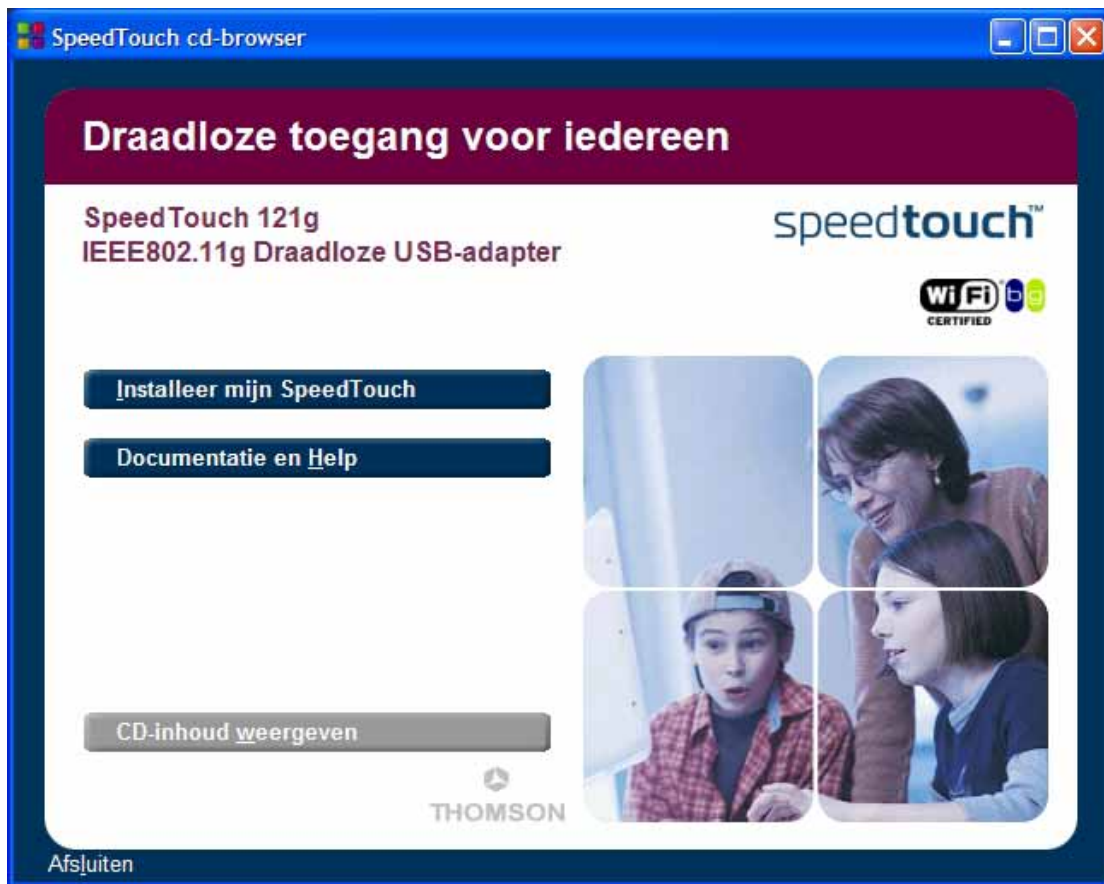 SpeedTouch cd-browser
Draadloze toegang voor iedereen
SpeedTouch 121g
IEEE802.11g Draadloze USB-adapter
speedtouch™
Wi Fi® b g
CERTIFIED
Installeer mijn SpeedTouch
Documentatie en Help
CD-inhoud weergeven
THOMSON
Afsluiten